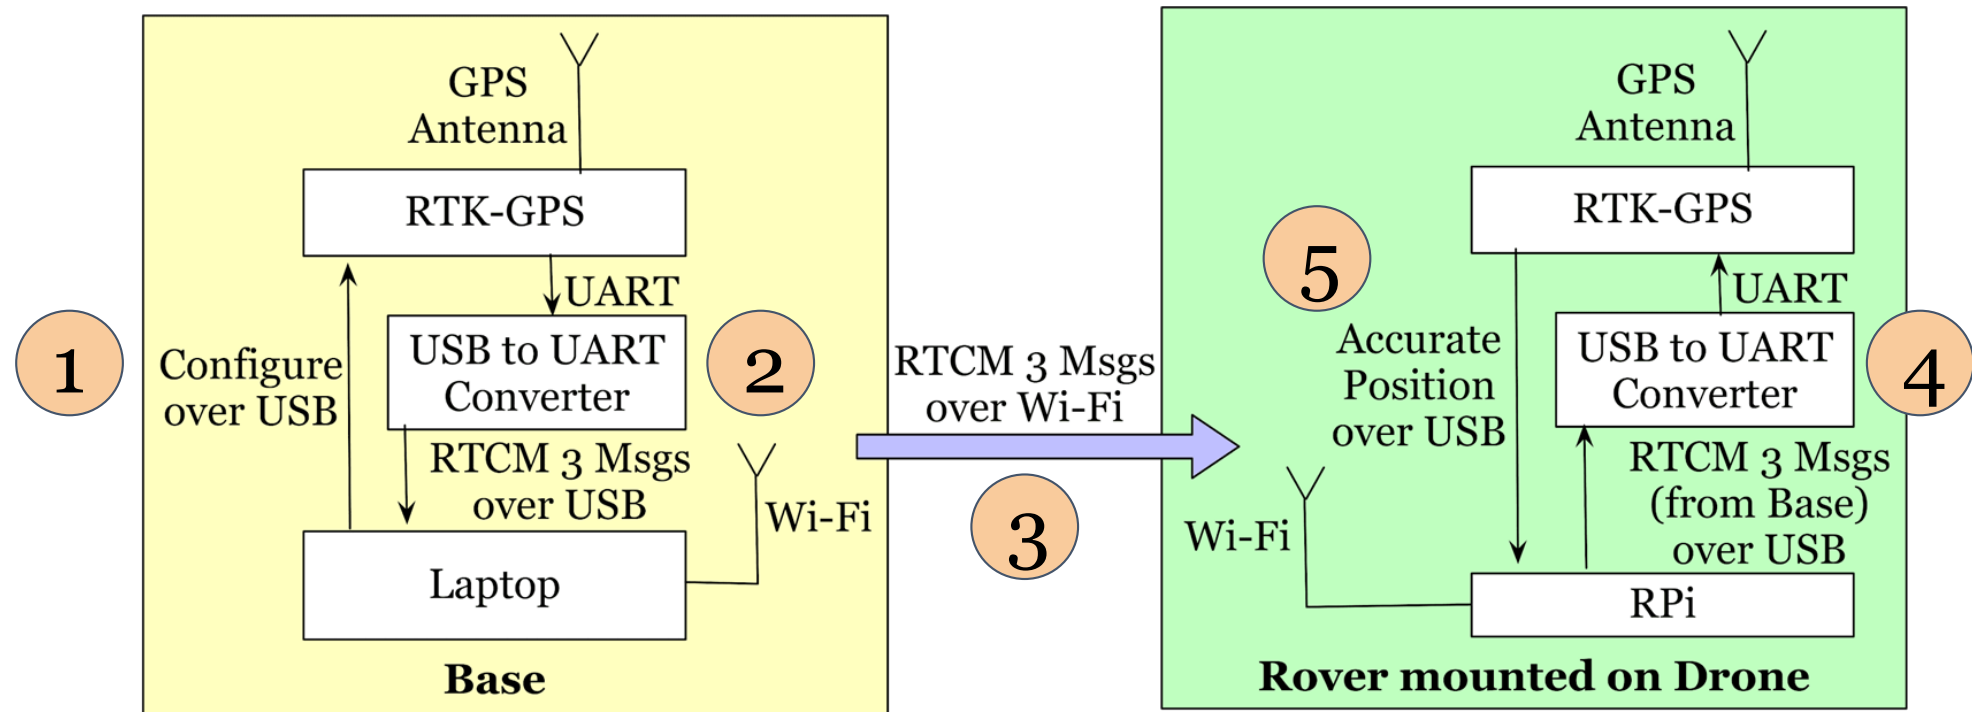 1
GPS
Antenna
RTK-GPS
UART
Configure
over USB
USB to UART
Converter
2
RTCM 3 Msgs
over USB
Wi-Fi
Laptop
Base
RTCM 3 Msgs
over Wi-Fi
3
GPS
Antenna
RTK-GPS
5
UART
Accurate
Position
over USB
USB to UART
Converter
4
RTCM 3 Msgs
(from Base)
over USB
Wi-Fi
RPi
Rover mounted on Drone